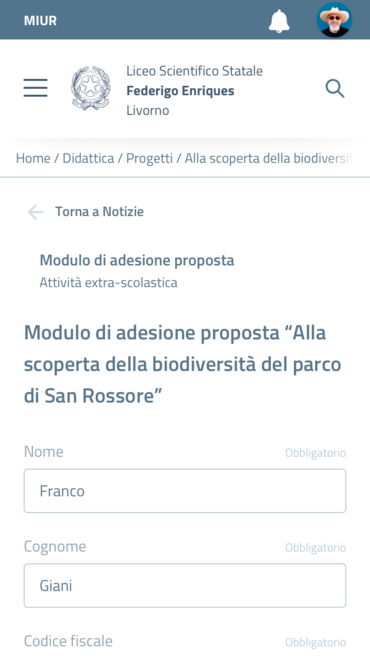 MIUR
Liceo Scientifico Statale
Federigo Enriques
Livorno
Home / Didattica / Progetti / Alla scoperta della biodiversit
Torna a Notizie
Modulo di adesione proposta
Attività extra-scolastica
Modulo di adesione proposta “Alla
scoperta della biodiversità del parco
di San Rossore”
Nome Obbligatorio
Franco
Cognome Obbligatorio
Giani
Codice fiscale Obbligatorio